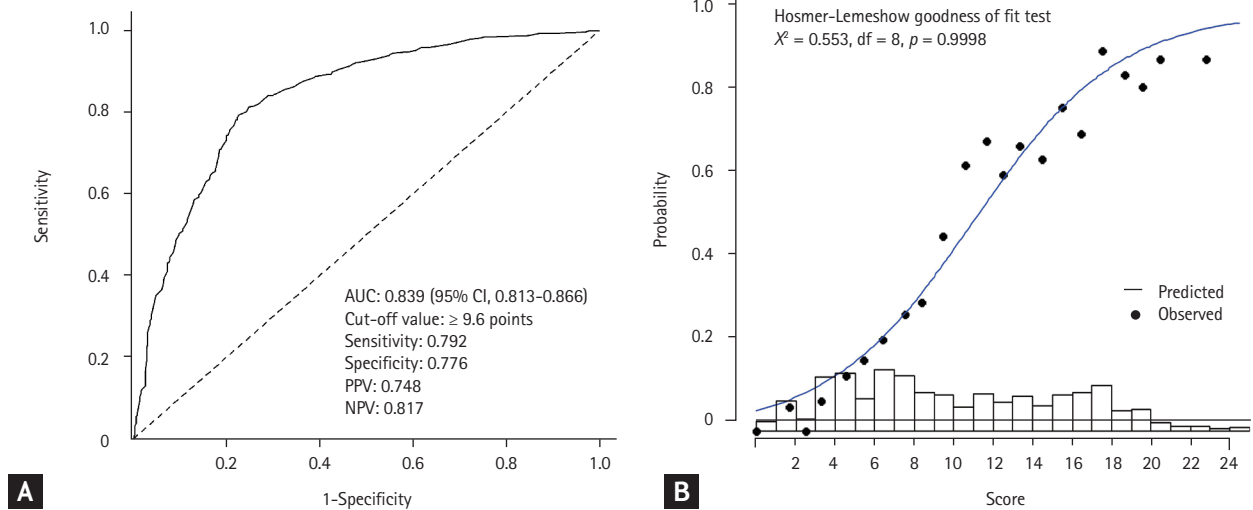 1.0
0.8
0.6
0.4
0.2
0
Sensitivity
AUC: 0.839 (95% CI, 0.813-0.866)
Cut-off value: ≥ 9.6 points
Sensitivity: 0.792
Specificity: 0.776
PPV: 0.748
NPV: 0.817
0.2 0.4 0.6 0.8 1.0
1-Specificity
A
Hosmer-Lemeshow goodness of fit test
X² = 0.553, df = 8, p = 0.9998
1.0
0.8
0.6
0.4
0.2
0
Probability
Predicted
Observed
2 4 6 8 10 12 14 16 18 20 22 24
Score
B